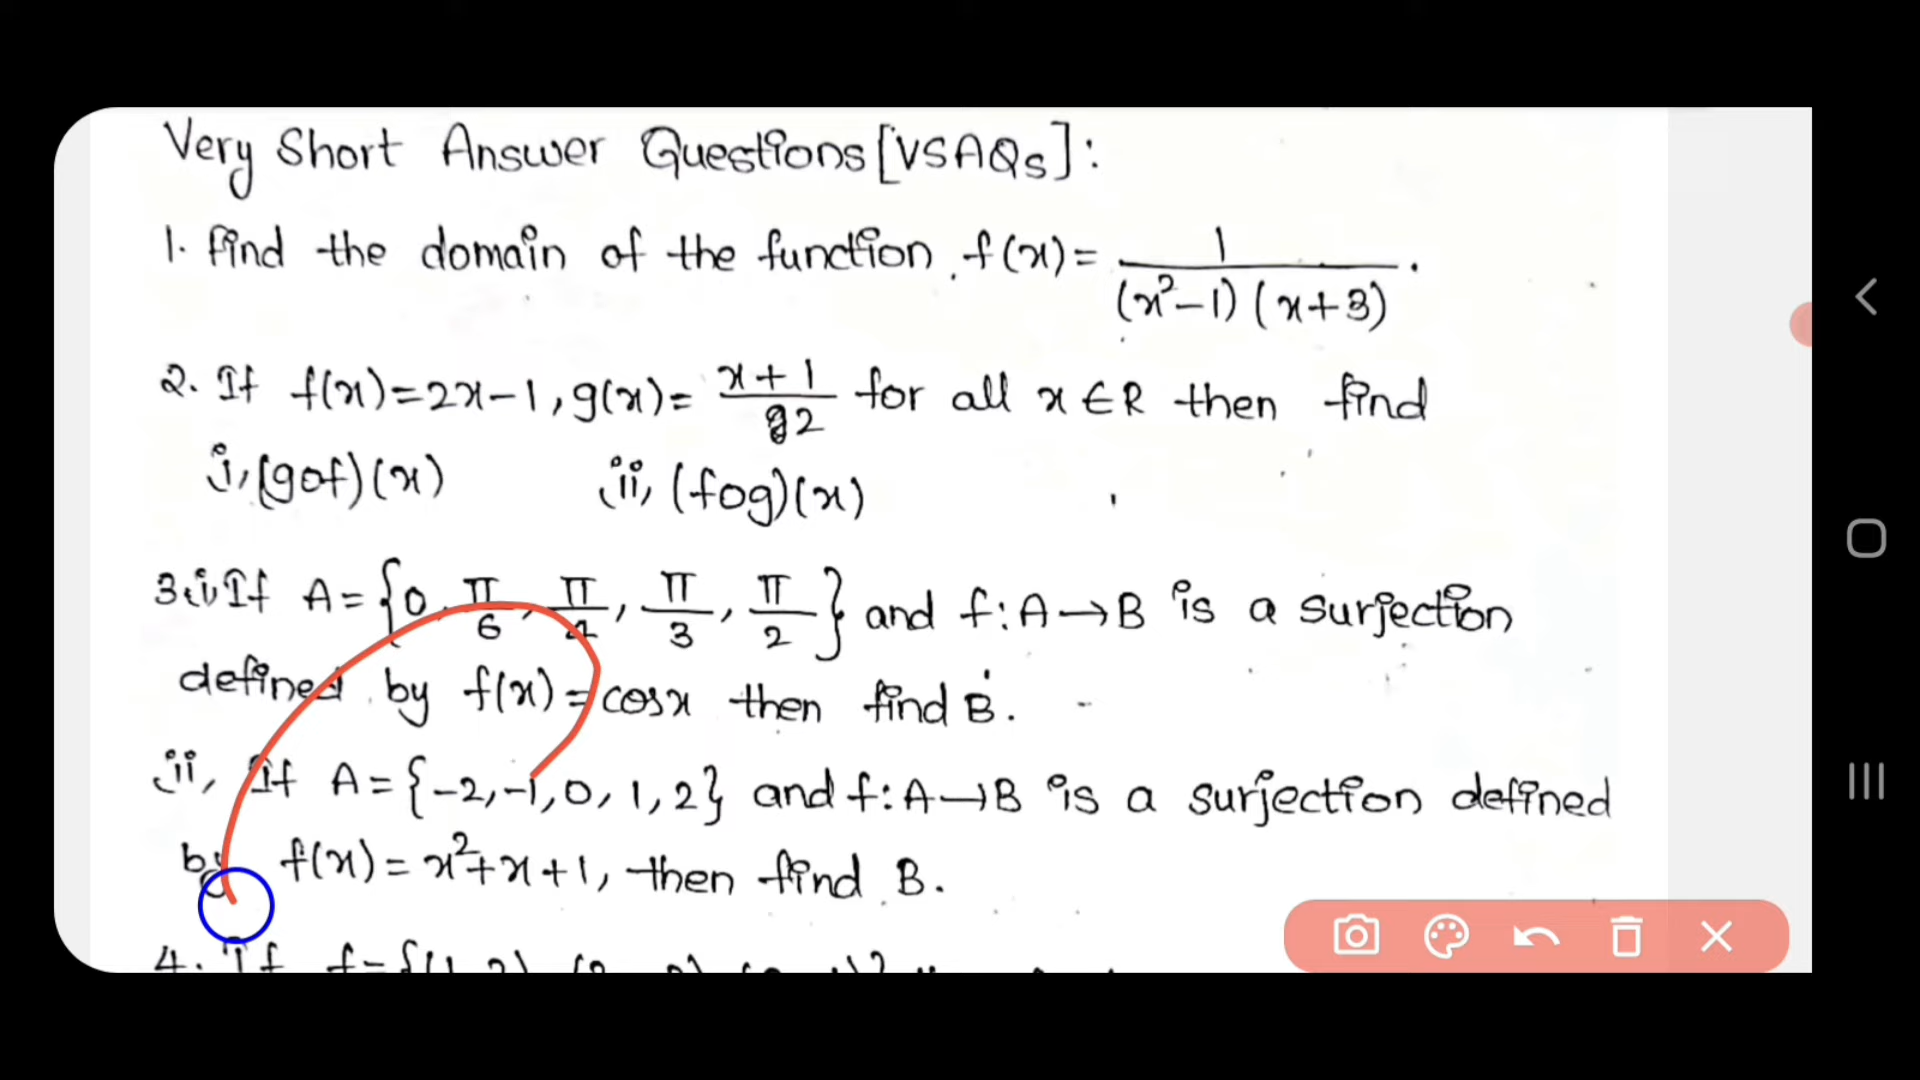 Very Short Answer Questions [VSAQs]:
1. find the domain of the function f(x) = 1/((x²-1)(x+3)).
2. If f(x)=2x-1, g(x)= (x+1)/2 for all x∈R then find
i, (gof)(x) ii, (fog)(x)
3. i, If A = {0, π/6, π/4, π/3, π/2} and f:A→B is a surjection
defined by f(x) = cosx then find B.
ii, If A = {-2,-1,0,1,2} and f:A→B is a surjection defined
by f(x) = x²+x+1, then find B.
4. If f=